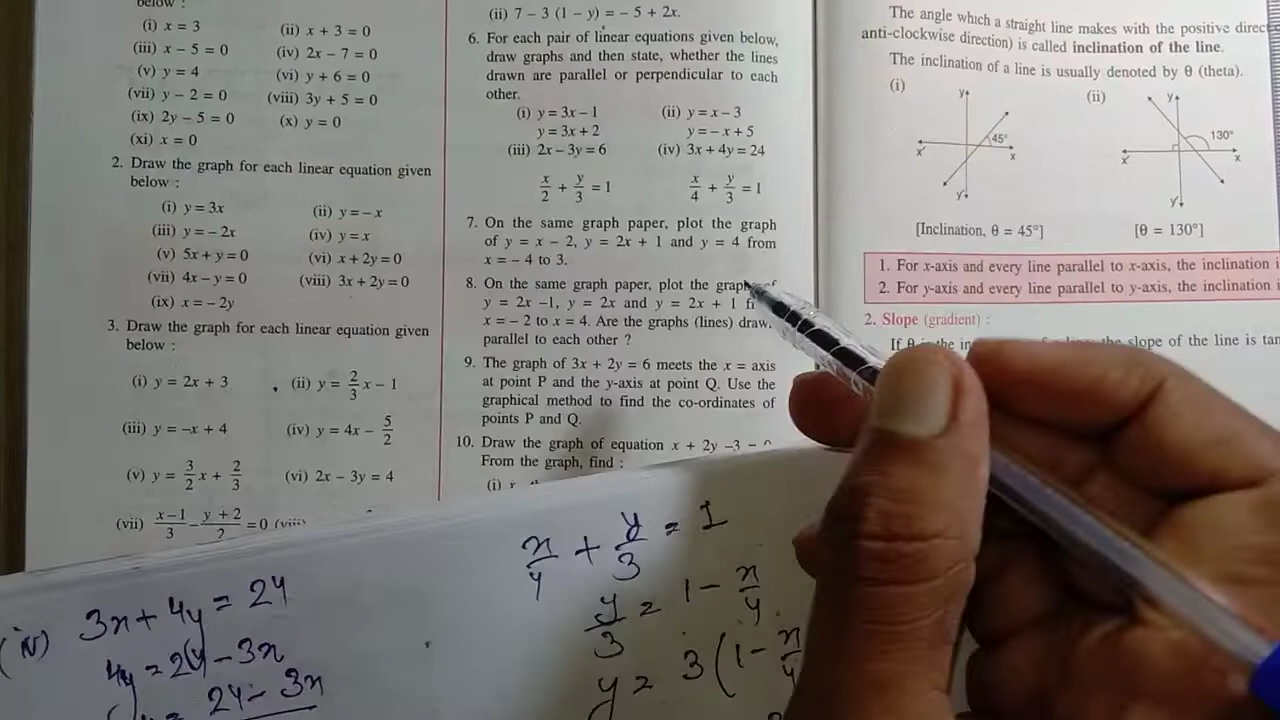 below :
(i) x = 3 (ii) x + 3 = 0
(iii) x – 5 = 0 (iv) 2x – 7 = 0
(v) y = 4 (vi) y + 6 = 0
(vii) y – 2 = 0 (viii) 3y + 5 = 0
(ix) 2y – 5 = 0 (x) y = 0
(xi) x = 0
2. Draw the graph for each linear equation given
below :
(i) y = 3x (ii) y = – x
(iii) y = – 2x (iv) y = x
(v) 5x + y = 0 (vi) x + 2y = 0
(vii) 4x – y = 0 (viii) 3x + 2y = 0
(ix) x = – 2y
3. Draw the graph for each linear equation given
below :
(i) y = 2x + 3 (ii) y = 2/3 x – 1
(iii) y = –x + 4 (iv) y = 4x – 5/2
(v) y = 3/2 x + 2/3 (vi) 2x – 3y = 4
(vii) x–1/3 – y + 2/2 = 0 (viii)
(ii) 7 – 3 (1 – y) = – 5 + 2x.
6. For each pair of linear equations given below,
draw graphs and then state, whether the lines
drawn are parallel or perpendicular to each
other.
(i) y = 3x – 1 (ii) y = x – 3
y = 3x + 2 y = – x + 5
(iii) 2x – 3y = 6 (iv) 3x + 4y = 24
x/2 + y/3 = 1 x/4 + y/3 = 1
7. On the same graph paper, plot the graph
of y = x – 2, y = 2x + 1 and y = 4 from
x = – 4 to 3.
8. On the same graph paper, plot the graph of
y = 2x –1, y = 2x and y = 2x + 1
x = – 2 to x = 4. Are the graphs (lines) drawn
parallel to each other ?
9. The graph of 3x + 2y = 6 meets the x = axis
at point P and the y-axis at point Q. Use the
graphical method to find the co-ordinates of
points P and Q.
10. Draw the graph of equation x + 2y –3 =
From the graph, find :
(i) x
The angle which a straight line makes with the positive
anti-clockwise direction) is called inclination of the line.
The inclination of a line is usually denoted by θ (theta).
(i) (ii)
y y
45° 130°
x' x x' x
y' y'
[Inclination, θ = 45°] [θ = 130°]
1. For x-axis and every line parallel to x-axis, the inclination
2. For y-axis and every line parallel to y-axis, the inclination
2. Slope (gradient) :
If θ is the the slope of the line is tan
(iv) 3x + 4y = 24
4y = 24 – 3x
24 – 3x
x/4 + y/3 = 1
y/3 = 1 – x/4
y = 3(1 – x/4